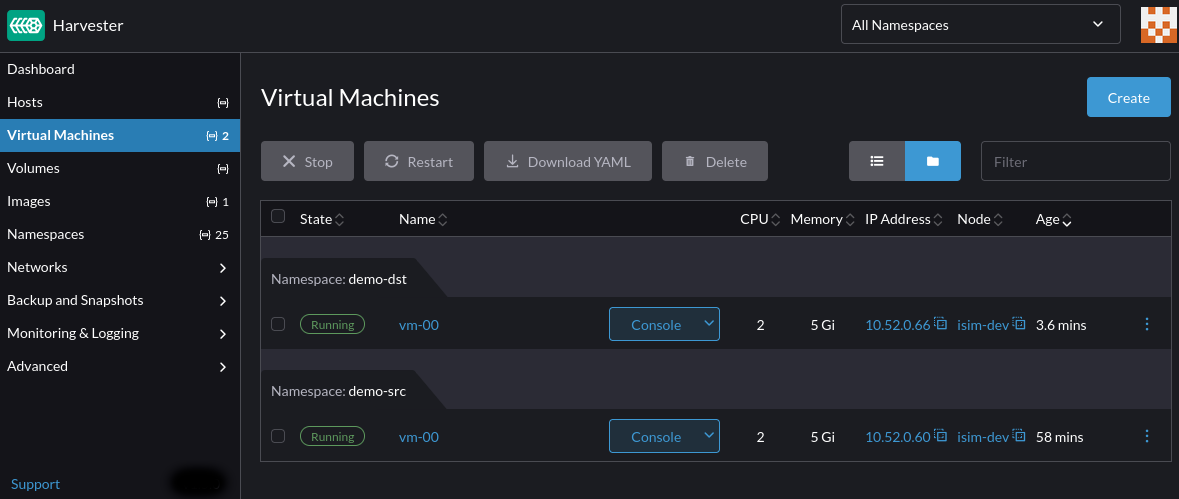 Harvester
All Namespaces
Dashboard
Hosts
Virtual Machines 2
Volumes
Images 1
Namespaces 25
Networks
Backup and Snapshots
Monitoring & Logging
Advanced
Support
Virtual Machines
Create
Stop Restart Download YAML Delete Filter
State Name CPU Memory IP Address Node Age
Namespace: demo-dst
Running vm-00 Console 2 5 Gi 10.52.0.66 isim-dev 3.6 mins
Namespace: demo-src
Running vm-00 Console 2 5 Gi 10.52.0.60 isim-dev 58 mins